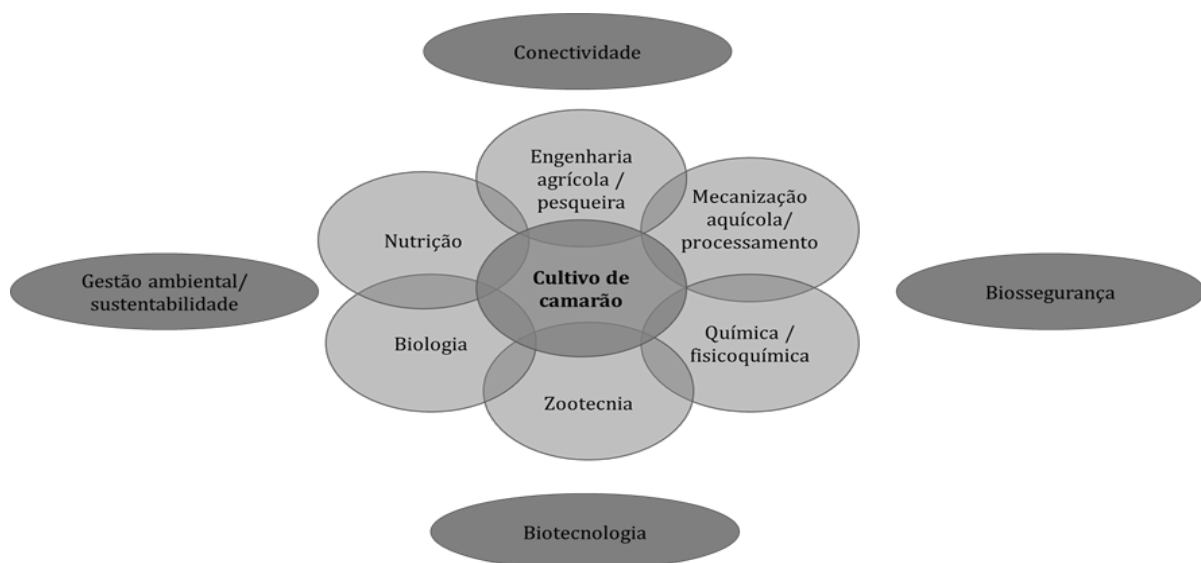 Conectividade
Engenharia
agrícola /
pesqueira
Mecanização
aquícola/
processamento
Nutrição
Gestão ambiental/
sustentabilidade
Cultivo de
camarão
Biossegurança
Biologia
Química /
fisicoquímica
Zootecnia
Biotecnologia